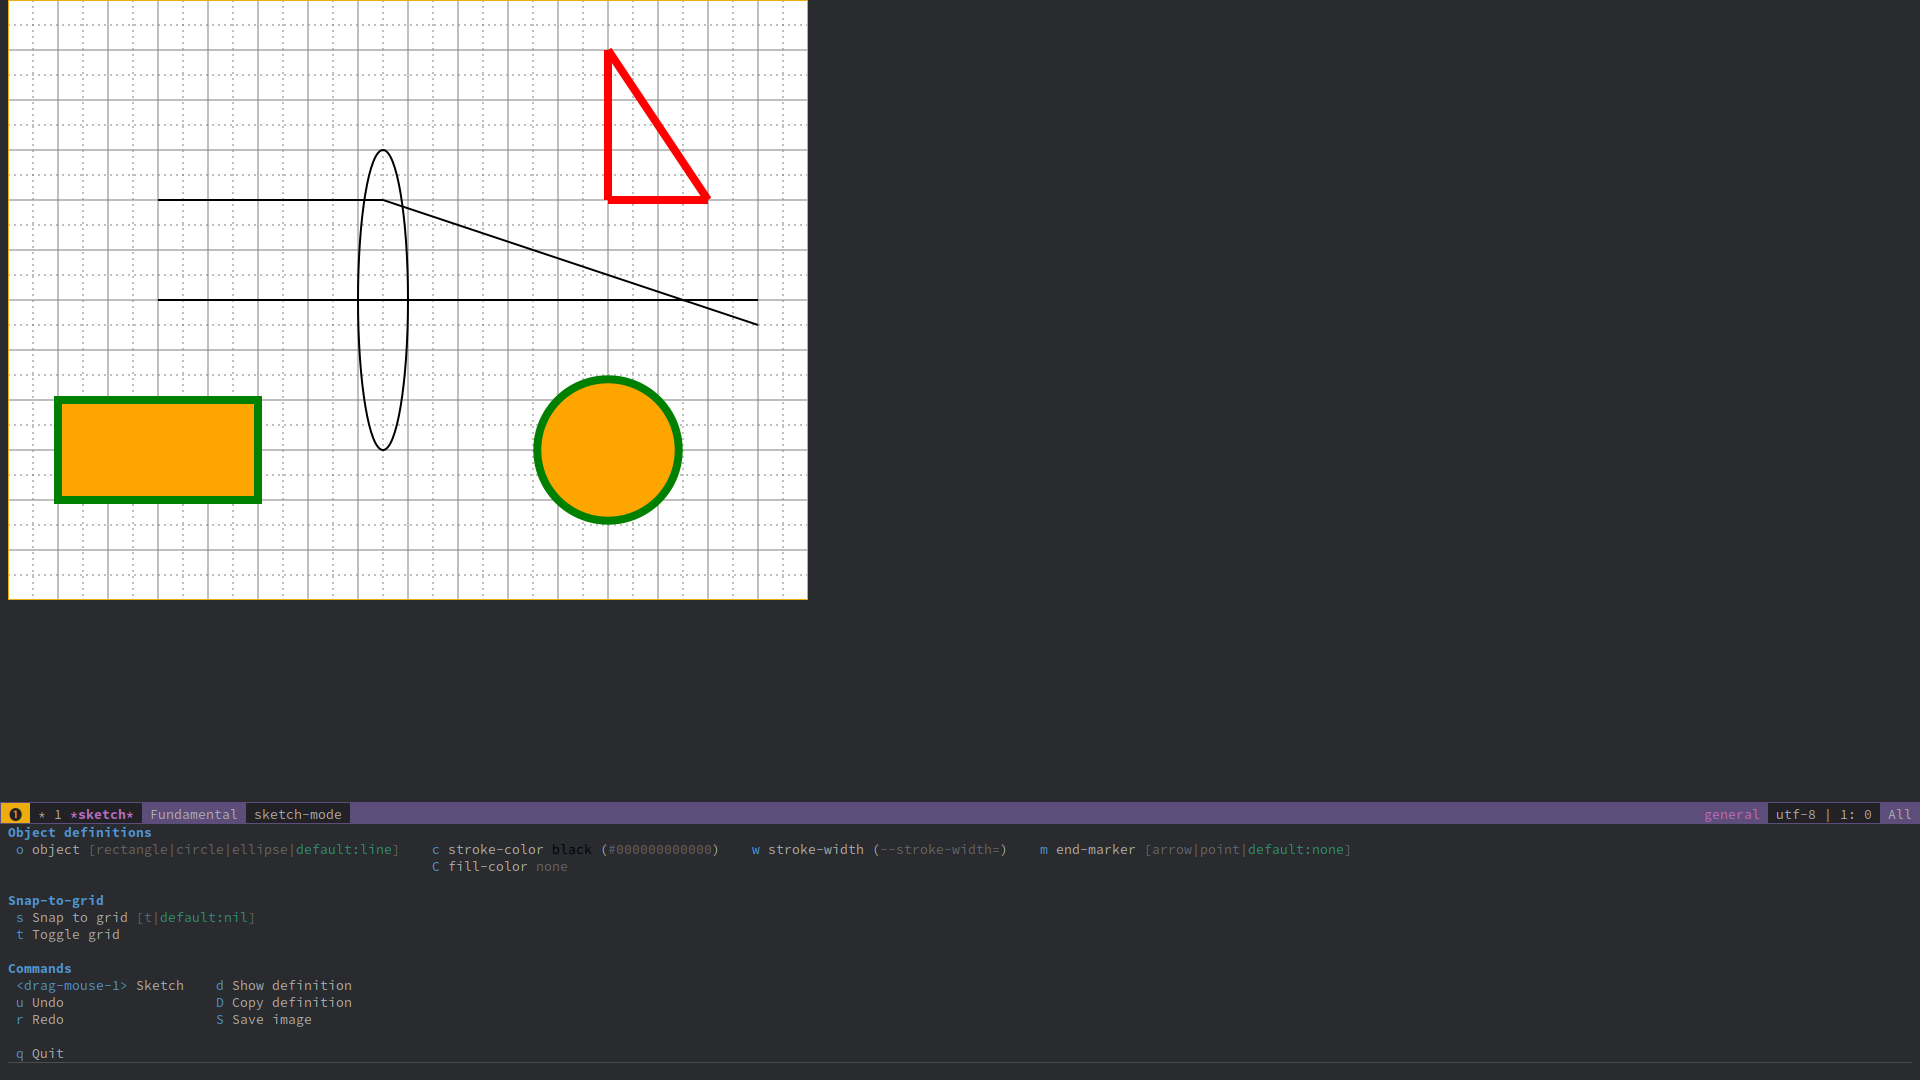 ❶ * 1 *sketch* Fundamental sketch-mode general utf-8 | 1: 0 All
Object definitions
o object [rectangle|circle|ellipse|default:line] c stroke-color black (#000000000000) w stroke-width (--stroke-width=) m end-marker [arrow|point|default:none]
C fill-color none
Snap-to-grid
s Snap to grid [t|default:nil]
t Toggle grid
Commands
<drag-mouse-1> Sketch d Show definition
u Undo D Copy definition
r Redo S Save image
q Quit